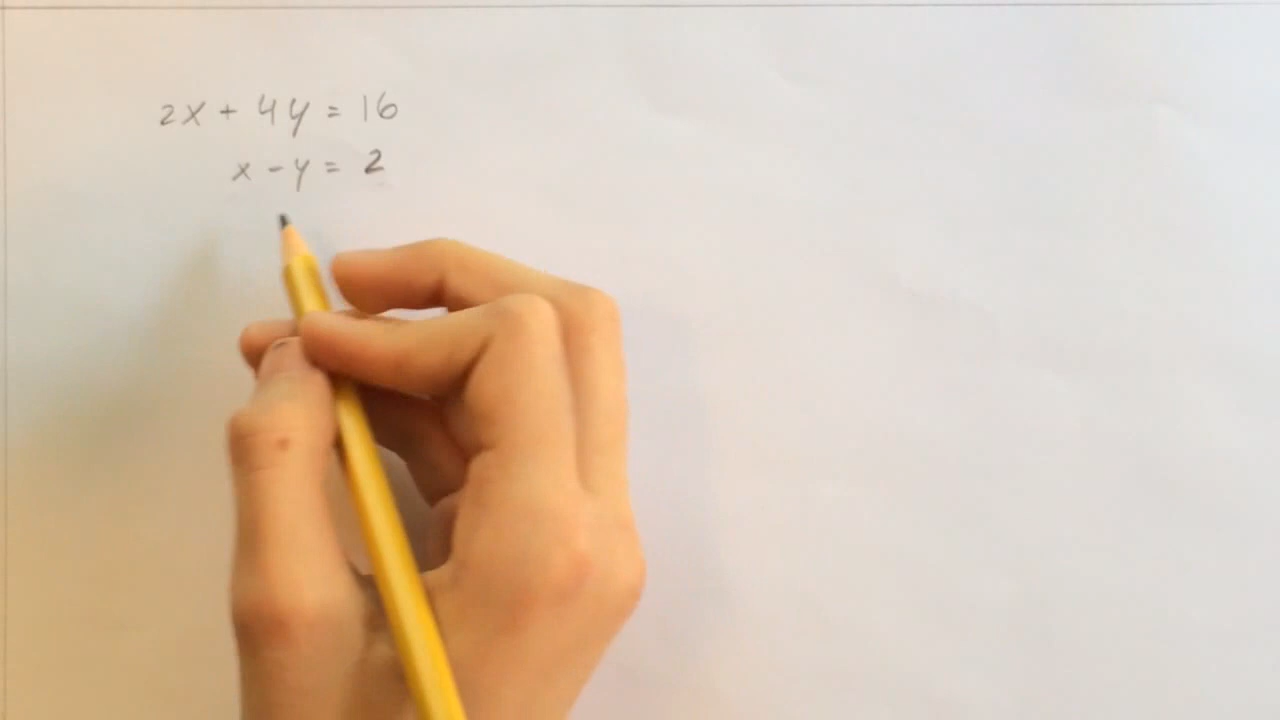 2x + 4y = 16
x - y = 2